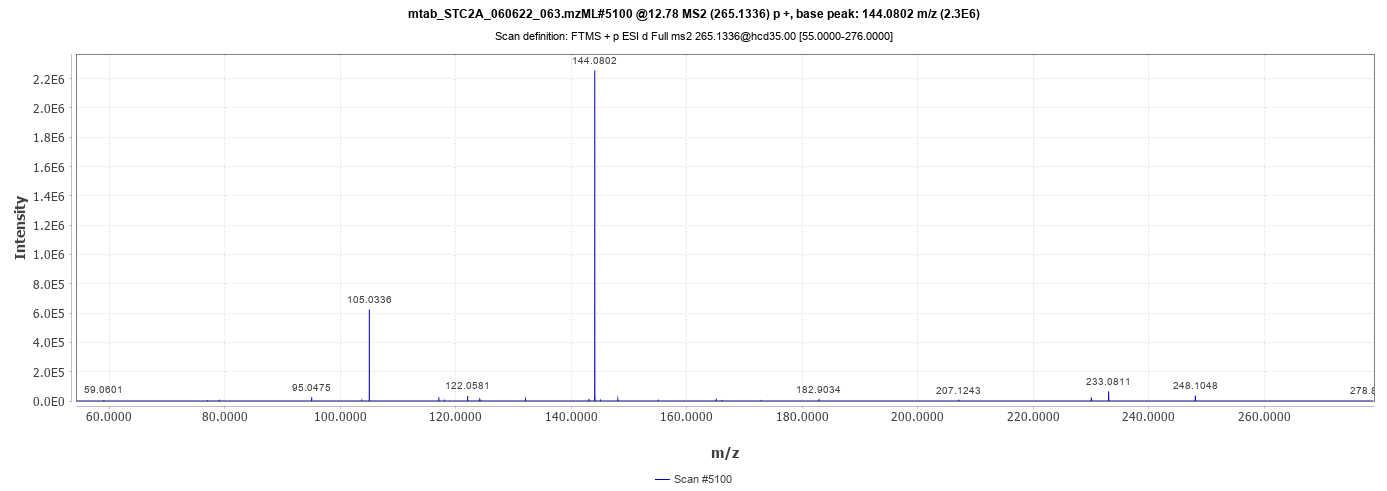 mtab_STC2A_060622_063.mzML#5100 @12.78 MS2 (265.1336) p +, base peak: 144.0802 m/z (2.3E6)
Scan definition: FTMS + p ESI d Full ms2 265.1336@hcd35.00 [55.0000-276.0000]
144.0802
2.2E6
2.0E6
1.8E6
1.6E6
1.4E6
1.2E6
1.0E6
8.0E5
6.0E5
4.0E5
2.0E5
0.0E0
Intensity
105.0336
59.0601
95.0475
122.0581
182.9034
207.1243
233.0811
248.1048
278.8
60.0000 80.0000 100.0000 120.0000 140.0000 160.0000 180.0000 200.0000 220.0000 240.0000 260.0000
m/z
Scan #5100